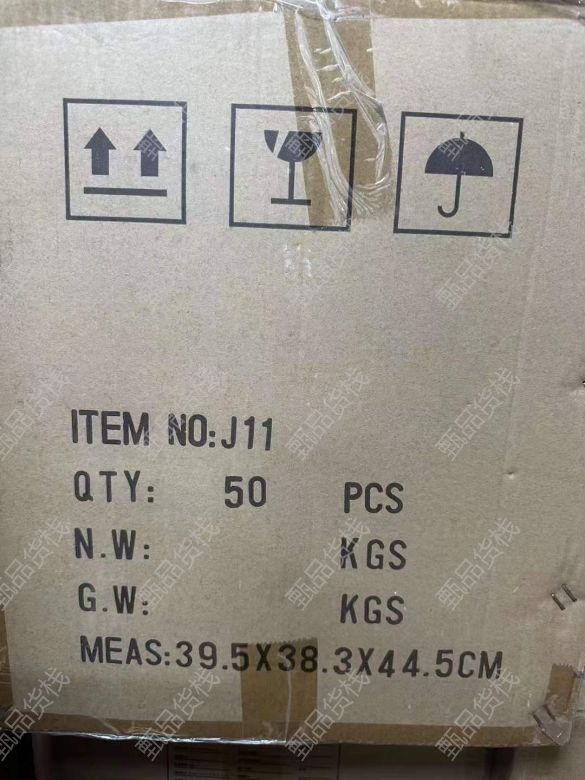 ITEM NO:J11
QTY: 50 PCS
N.W: KGS
G.W: KGS
MEAS:39.5X38.3X44.5CM
甄品货栈